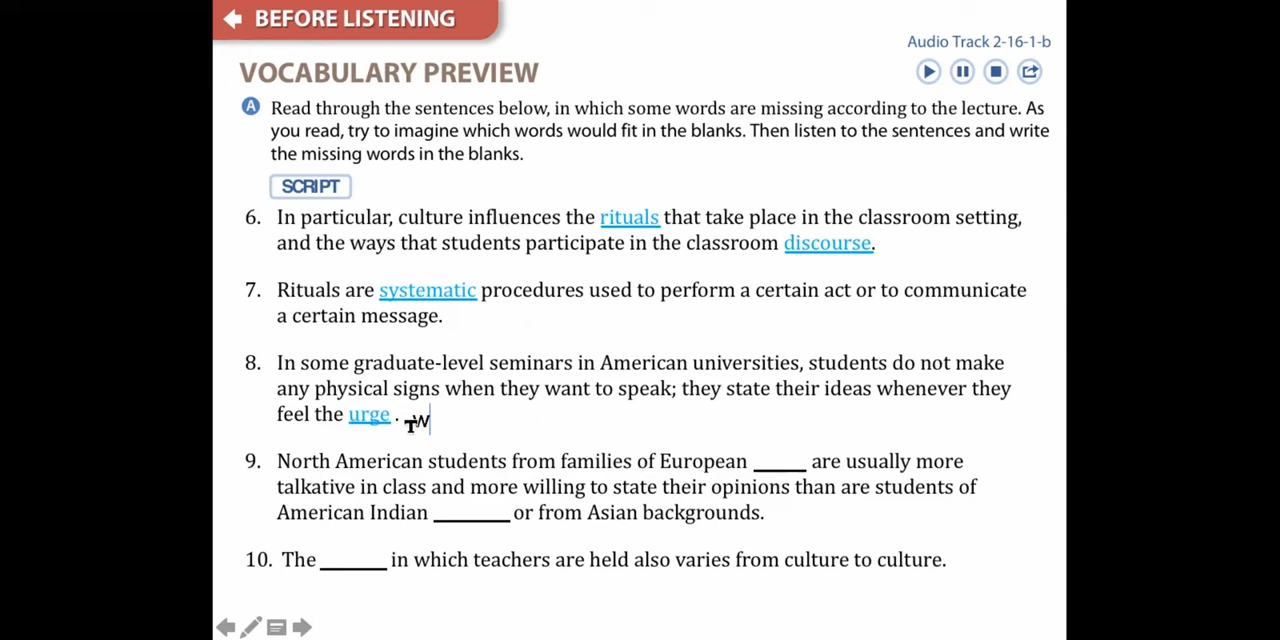 BEFORE LISTENING
Audio Track 2-16-1-b
VOCABULARY PREVIEW
A Read through the sentences below, in which some words are missing according to the lecture. As
you read, try to imagine which words would fit in the blanks. Then listen to the sentences and write
the missing words in the blanks.
SCRIPT
6. In particular, culture influences the rituals that take place in the classroom setting,
and the ways that students participate in the classroom discourse.
7. Rituals are systematic procedures used to perform a certain act or to communicate
a certain message.
8. In some graduate-level seminars in American universities, students do not make
any physical signs when they want to speak; they state their ideas whenever they
feel the urge .
9. North American students from families of European _____ are usually more
talkative in class and more willing to state their opinions than are students of
American Indian _______ or from Asian backgrounds.
10. The ______ in which teachers are held also varies from culture to culture.